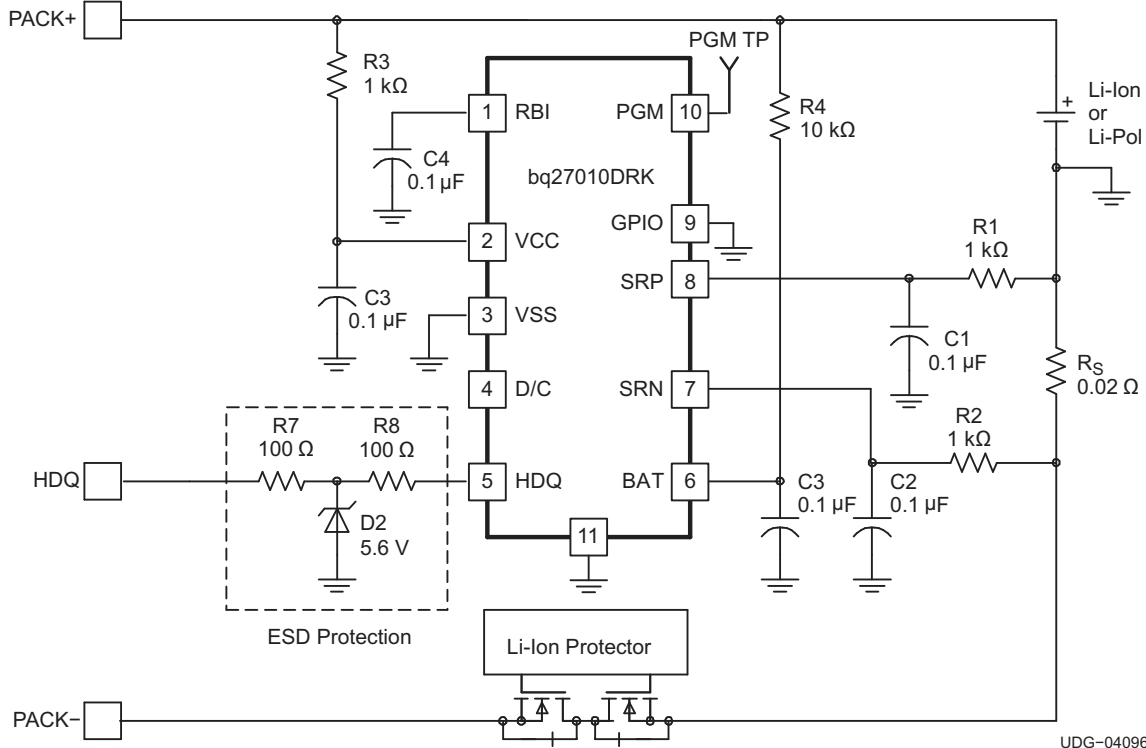 PACK+
R3
1 kΩ
1
RBI
C4
0.1 µF
2
VCC
C3
0.1 µF
3
VSS
4
D/C
R7
100 Ω
R8
100 Ω
HDQ
5
HDQ
D2
5.6 V
ESD Protection
bq27010DRK
PGM TP
PGM
10
R4
10 kΩ
Li-Ion
or
Li-Pol
+
GPIO
9
SRP
8
R1
1 kΩ
C1
0.1 µF
RS
0.02 Ω
SRN
7
R2
1 kΩ
BAT
6
C3
0.1 µF
C2
0.1 µF
11
Li-Ion Protector
PACK−
UDG−04096